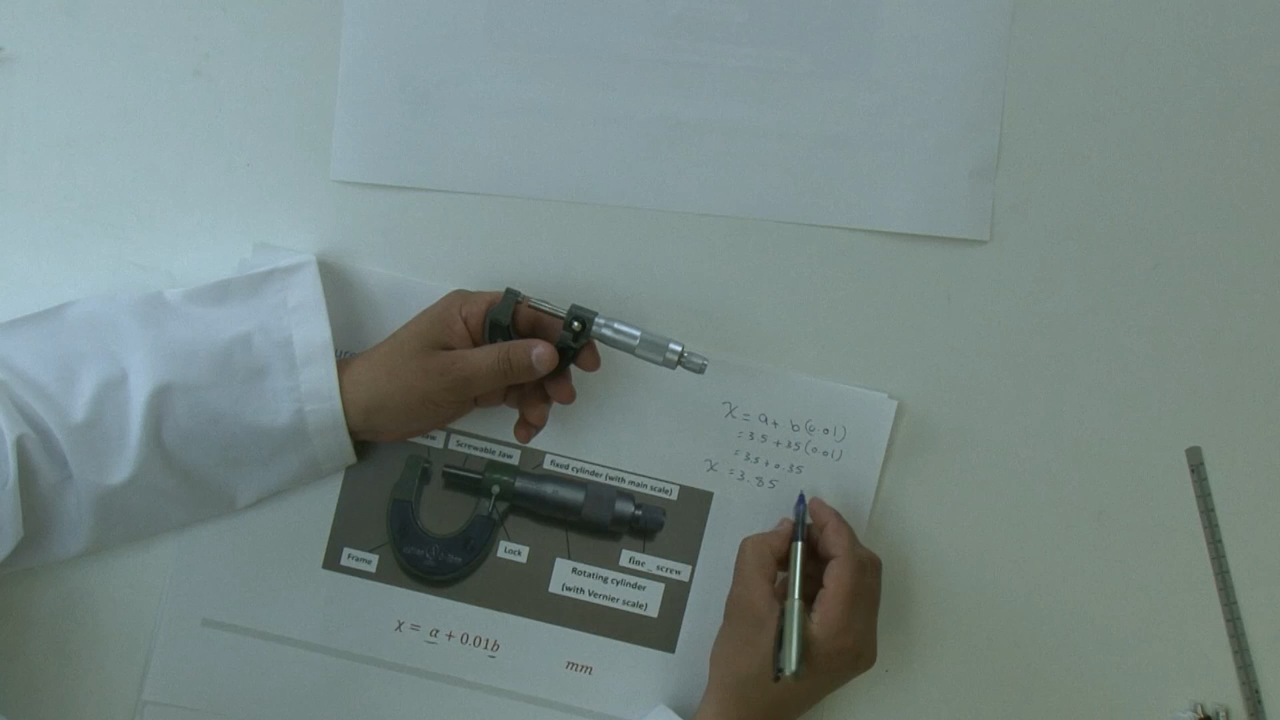 Screwable Jaw
fixed cylinder (with main scale)
Frame
Lock
fine_ screw
Rotating cylinder
(with Vernier scale)
χ = a + 0.01b mm
x = a + b(0.01)
= 3.5 + 35(0.01)
= 3.5 + 0.35
x = 3.85